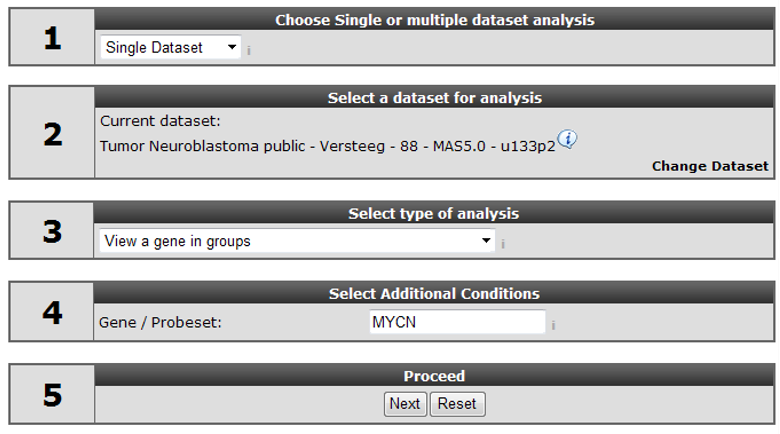 1
Choose Single or multiple dataset analysis
Single Dataset
i
2
Select a dataset for analysis
Current dataset:
Tumor Neuroblastoma public - Versteeg - 88 - MAS5.0 - u133p2 i
Change Dataset
3
Select type of analysis
View a gene in groups
i
4
Select Additional Conditions
Gene / Probeset: MYCN i
5
Proceed
Next Reset